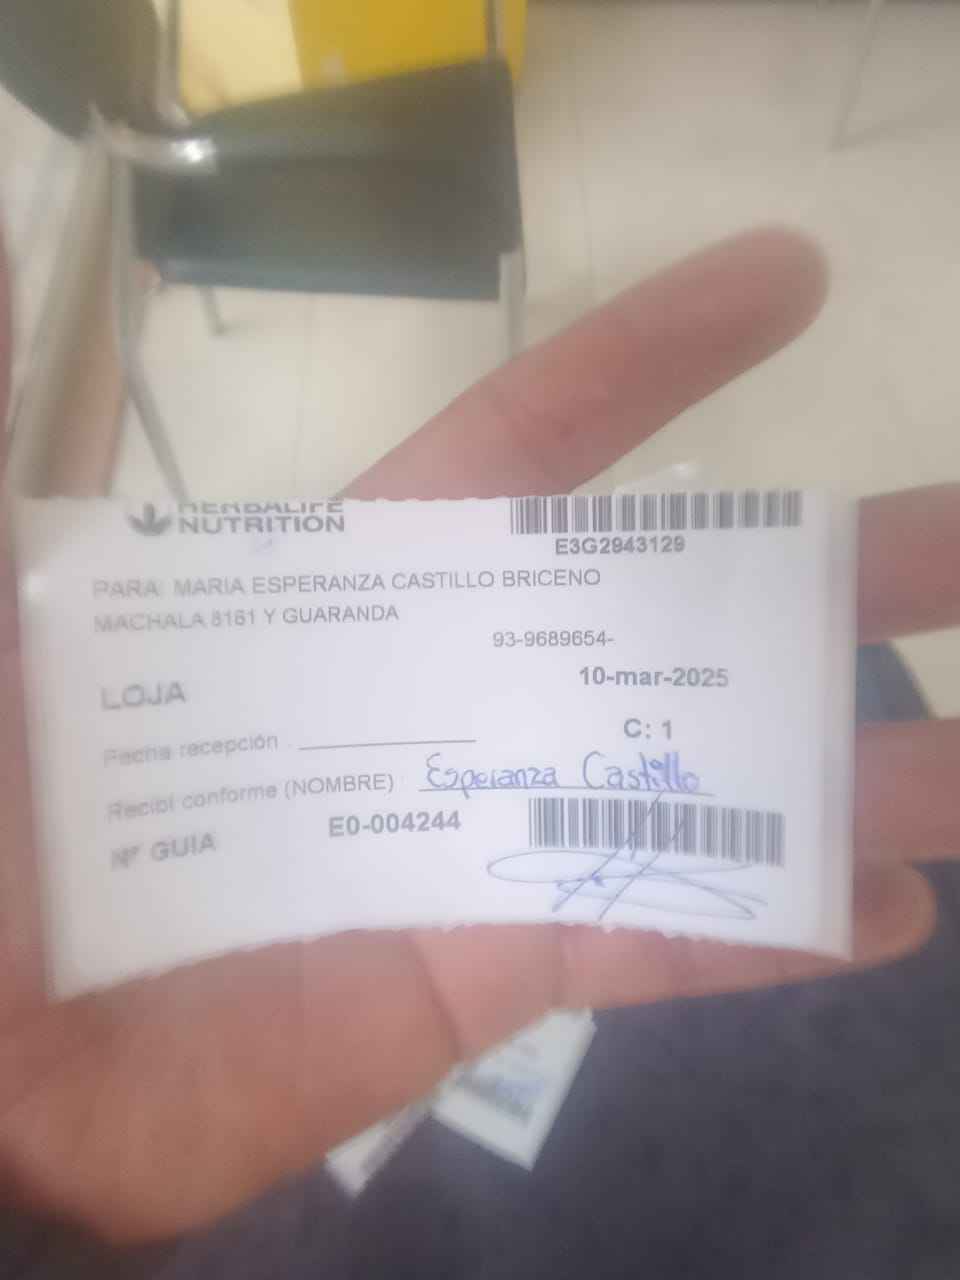 HERBALIFE
NUTRITION
E3G2943129
PARA: MARIA ESPERANZA CASTILLO BRICENO
MACHALA 8161 Y GUARANDA
93-9689654-
10-mar-2025
LOJA
C: 1
Fecha recepción
Recibí conforme (NOMBRE) Esperanza Castillo
Nº GUIA E0-004244